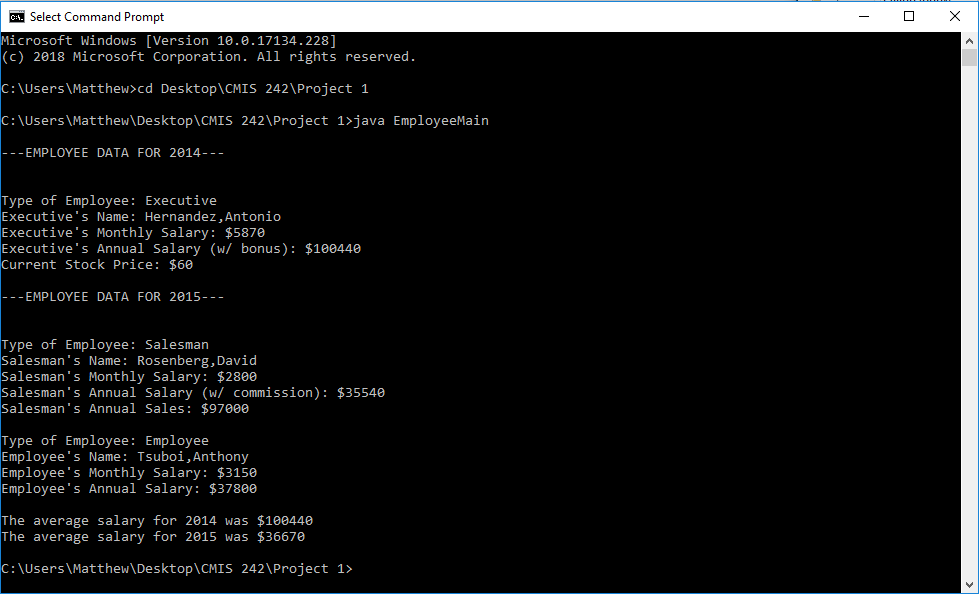 Select Command Prompt
Microsoft Windows [Version 10.0.17134.228]
(c) 2018 Microsoft Corporation. All rights reserved.
C:\Users\Matthew>cd Desktop\CMIS 242\Project 1
C:\Users\Matthew\Desktop\CMIS 242\Project 1>java EmployeeMain
---EMPLOYEE DATA FOR 2014---
Type of Employee: Executive
Executive's Name: Hernandez,Antonio
Executive's Monthly Salary: $5870
Executive's Annual Salary (w/ bonus): $100440
Current Stock Price: $60
---EMPLOYEE DATA FOR 2015---
Type of Employee: Salesman
Salesman's Name: Rosenberg,David
Salesman's Monthly Salary: $2800
Salesman's Annual Salary (w/ commission): $35540
Salesman's Annual Sales: $97000
Type of Employee: Employee
Employee's Name: Tsuboi,Anthony
Employee's Monthly Salary: $3150
Employee's Annual Salary: $37800
The average salary for 2014 was $100440
The average salary for 2015 was $36670
C:\Users\Matthew\Desktop\CMIS 242\Project 1>